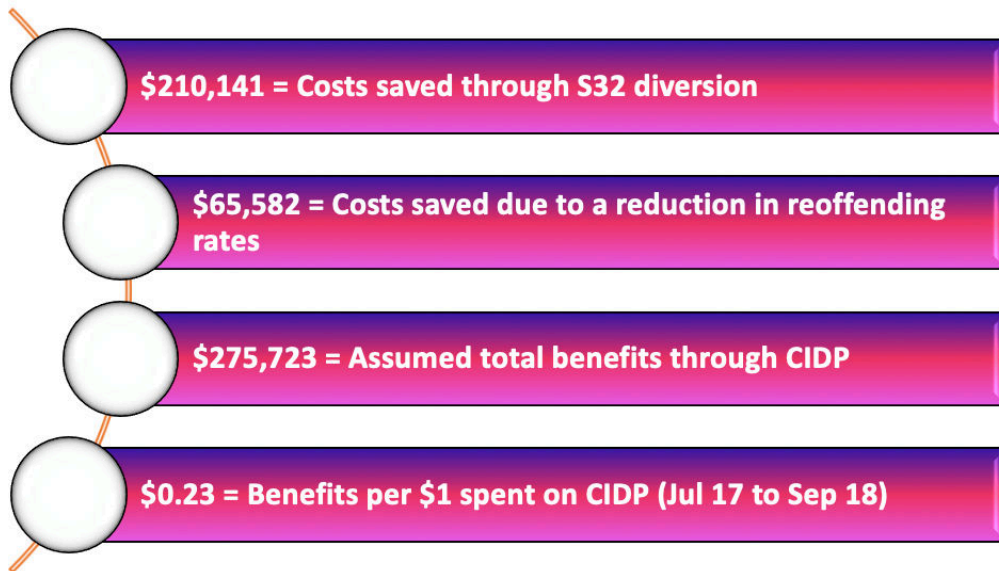 $210,141 = Costs saved through S32 diversion
$65,582 = Costs saved due to a reduction in reoffending
rates
$275,723 = Assumed total benefits through CIDP
$0.23 = Benefits per $1 spent on CIDP (Jul 17 to Sep 18)